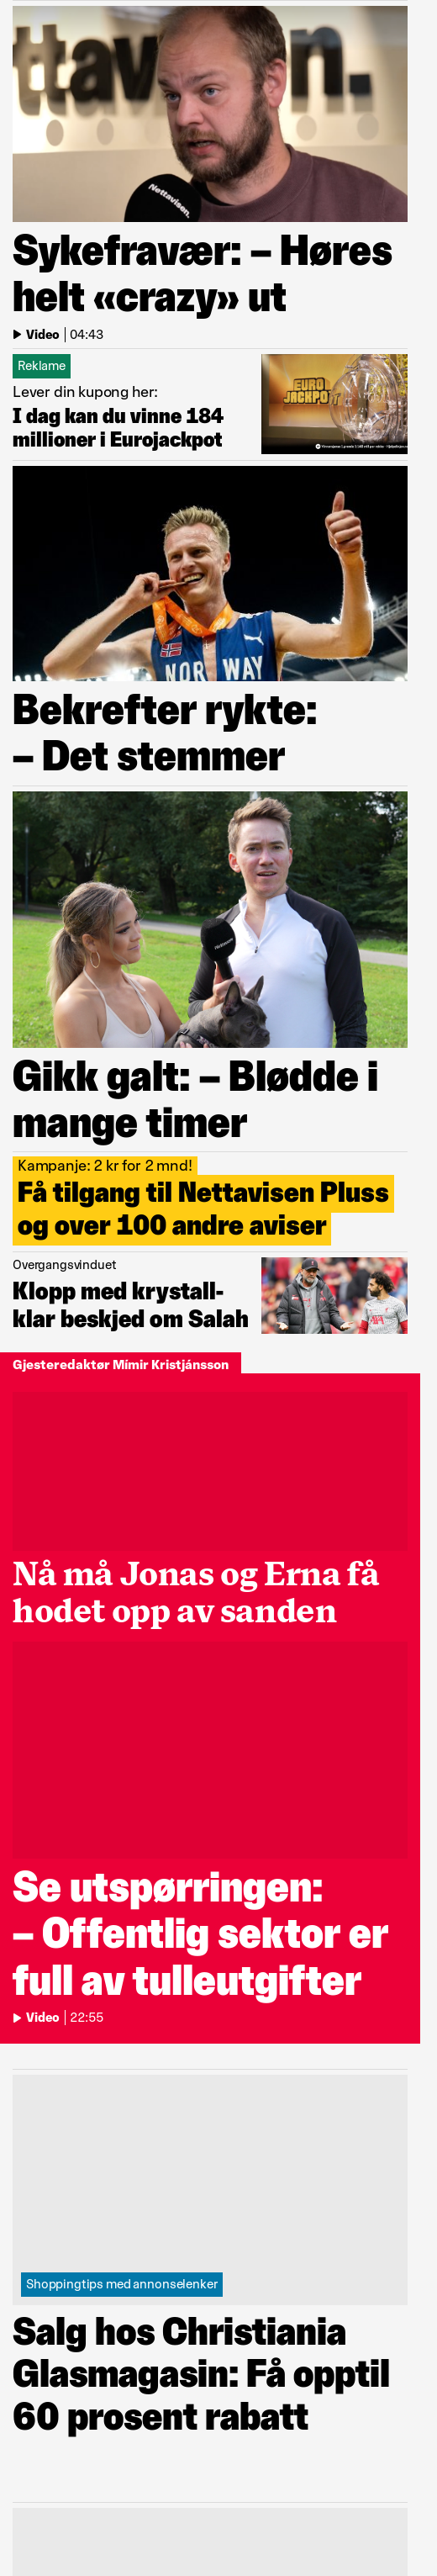 ttav en.
Nettavisen.
Sykefravær: – Høres
helt «crazy» ut
Video 04:43
Reklame
Lever din kupong her:
I dag kan du vinne 184
millioner i Eurojackpot
EURO
JACKPOT
NORWAY
Bekrefter rykte:
– Det stemmer
Nettavisen
Gikk galt: – Blødde i
mange timer
Kampanje: 2 kr for 2 mnd!
Få tilgang til Nettavisen Pluss
og over 100 andre aviser
Overgangsvinduet
Klopp med krystall-
klar beskjed om Salah
Gjesteredaktør Mímir Kristjánsson
Nå må Jonas og Erna få
hodet opp av sanden
Se utspørringen:
– Offentlig sektor er
full av tulleutgifter
Video 22:55
Shoppingtips med annonselenker
Salg hos Christiania
Glasmagasin: Få opptil
60 prosent rabatt